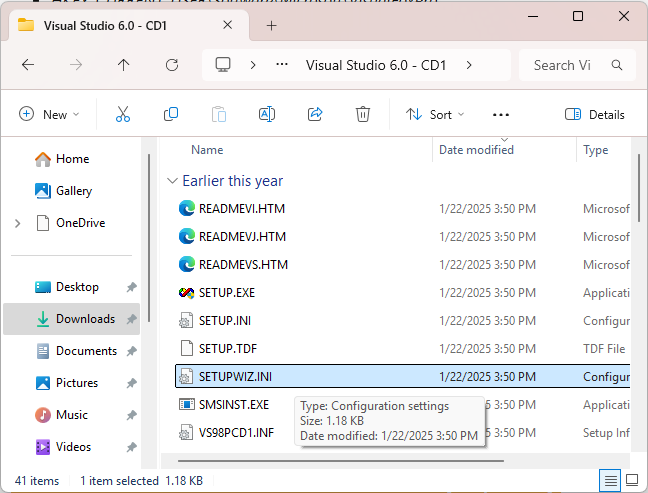 Visual Studio 6.0 - CD1
Visual Studio 6.0 - CD1
Search Vi
New
Sort
Details
Name
Date modified
Type
Home
Gallery
OneDrive
Desktop
Downloads
Documents
Pictures
Music
Videos
Earlier this year
READMEVI.HTM 1/22/2025 3:50 PM Microsof
READMEVJ.HTM 1/22/2025 3:50 PM Microsof
READMEVS.HTM 1/22/2025 3:50 PM Microsof
SETUP.EXE 1/22/2025 3:50 PM Applicati
SETUP.INI 1/22/2025 3:50 PM Configur
SETUP.TDF 1/22/2025 3:50 PM TDF File
SETUPWIZ.INI 1/22/2025 3:50 PM Configur
SMSINST.EXE 1/22/2025 3:50 PM Applicati
VS98PCD1.INF 1/22/2025 3:50 PM Setup Inf
Type: Configuration settings
Size: 1.18 KB
Date modified: 1/22/2025 3:50 PM
41 items
1 item selected 1.18 KB